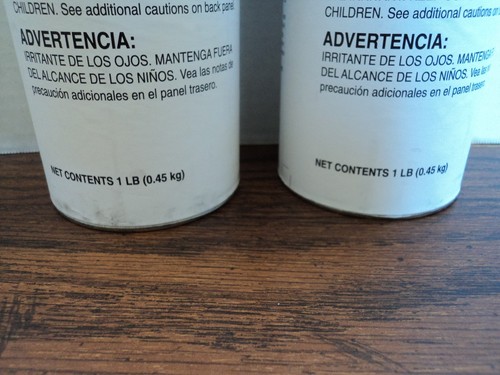 CHILDREN. See additional cautions on back panel
ADVERTENCIA:
IRRITANTE DE LOS OJOS. MANTENGA FUERA
DEL ALCANCE DE LOS NIÑOS. Vea las notas de
precaución adicionales en el panel trasero.
NET CONTENTS 1 LB (0.45 kg)
CHILDREN. See additional cautions on
ADVERTENCIA:
IRRITANTE DE LOS OJOS. MANTENGA
DEL ALCANCE DE LOS NIÑOS. Vea las
precaución adicionales en el panel trasero.
NET CONTENTS 1 LB (0.45 kg)